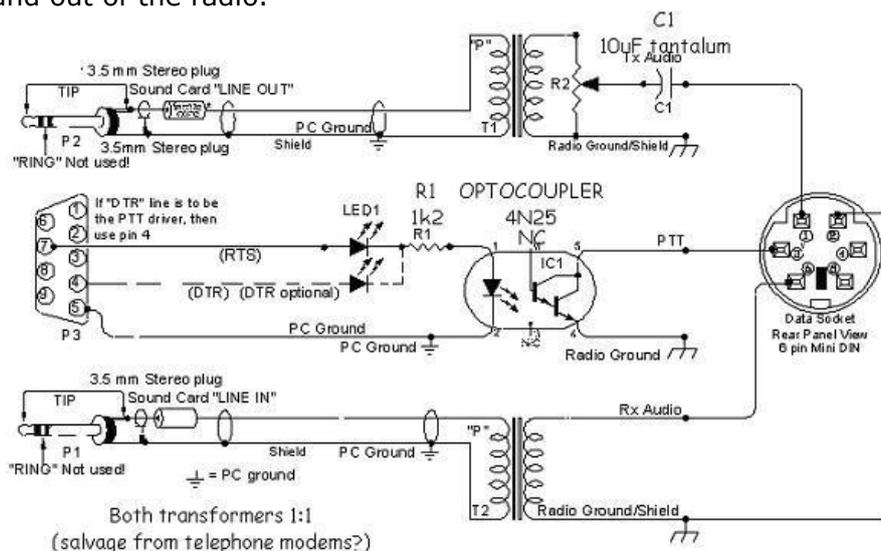 and out of the radio.
C1
10uF tantalum
Tx Audio
C1
"P"
R2
T1
3.5 mm Stereo plug
TIP
Sound Card "LINE OUT"
PC Ground
Shield
P2
3.5mm Stereo plug
"RING" Not used!
Radio Ground/Shield
If "DTR" line is to be
the PTT driver, then
use pin 4
LED1
R1
1k2
R1
OPTOCOUPLER
4N25
NC
IC1
1
5
2
4
NC
PTT
(RTS)
(DTR)
(DTR optional)
6
1
7
2
3
8
4
9
5
P3
PC Ground
PC Ground
Radio Ground
1
2
3
4
Data Socket
Rear Panel View
6 pin Mini DIN
3.5 mm Stereo plug
TIP
Sound Card "LINE IN"
P1
"RING" Not used!
Shield
PC Ground
= PC ground
"P"
T2
Rx Audio
Radio Ground/Shield
Both transformers 1:1
(salvage from telephone modems?)